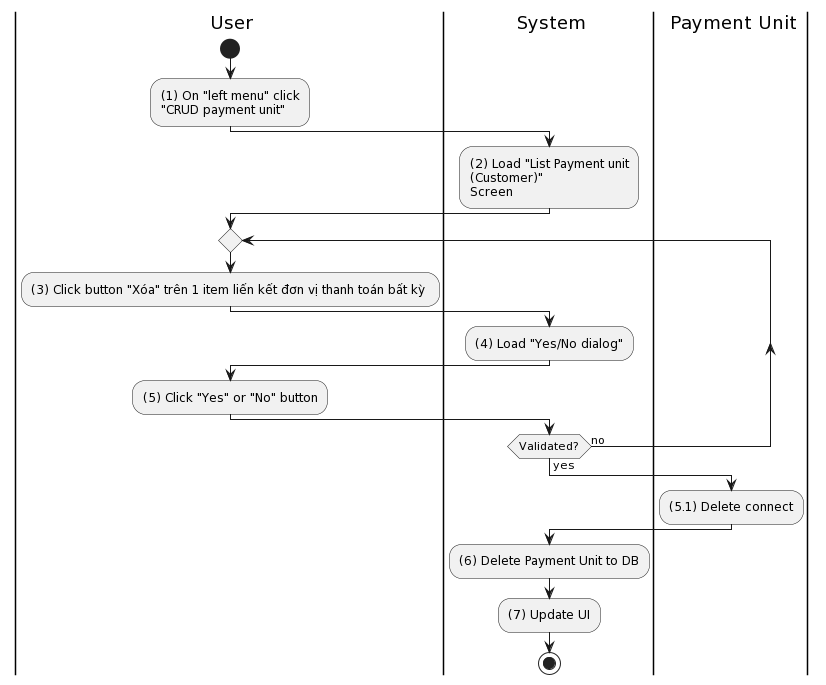 User
System
Payment Unit
(1) On "left menu" click
"CRUD payment unit"
(2) Load "List Payment unit
(Customer)"
Screen
(3) Click button "Xóa" trên 1 item liến kết đơn vị thanh toán bất kỳ
(4) Load "Yes/No dialog"
(5) Click "Yes" or "No" button
Validated?
no
yes
(5.1) Delete connect
(6) Delete Payment Unit to DB
(7) Update UI